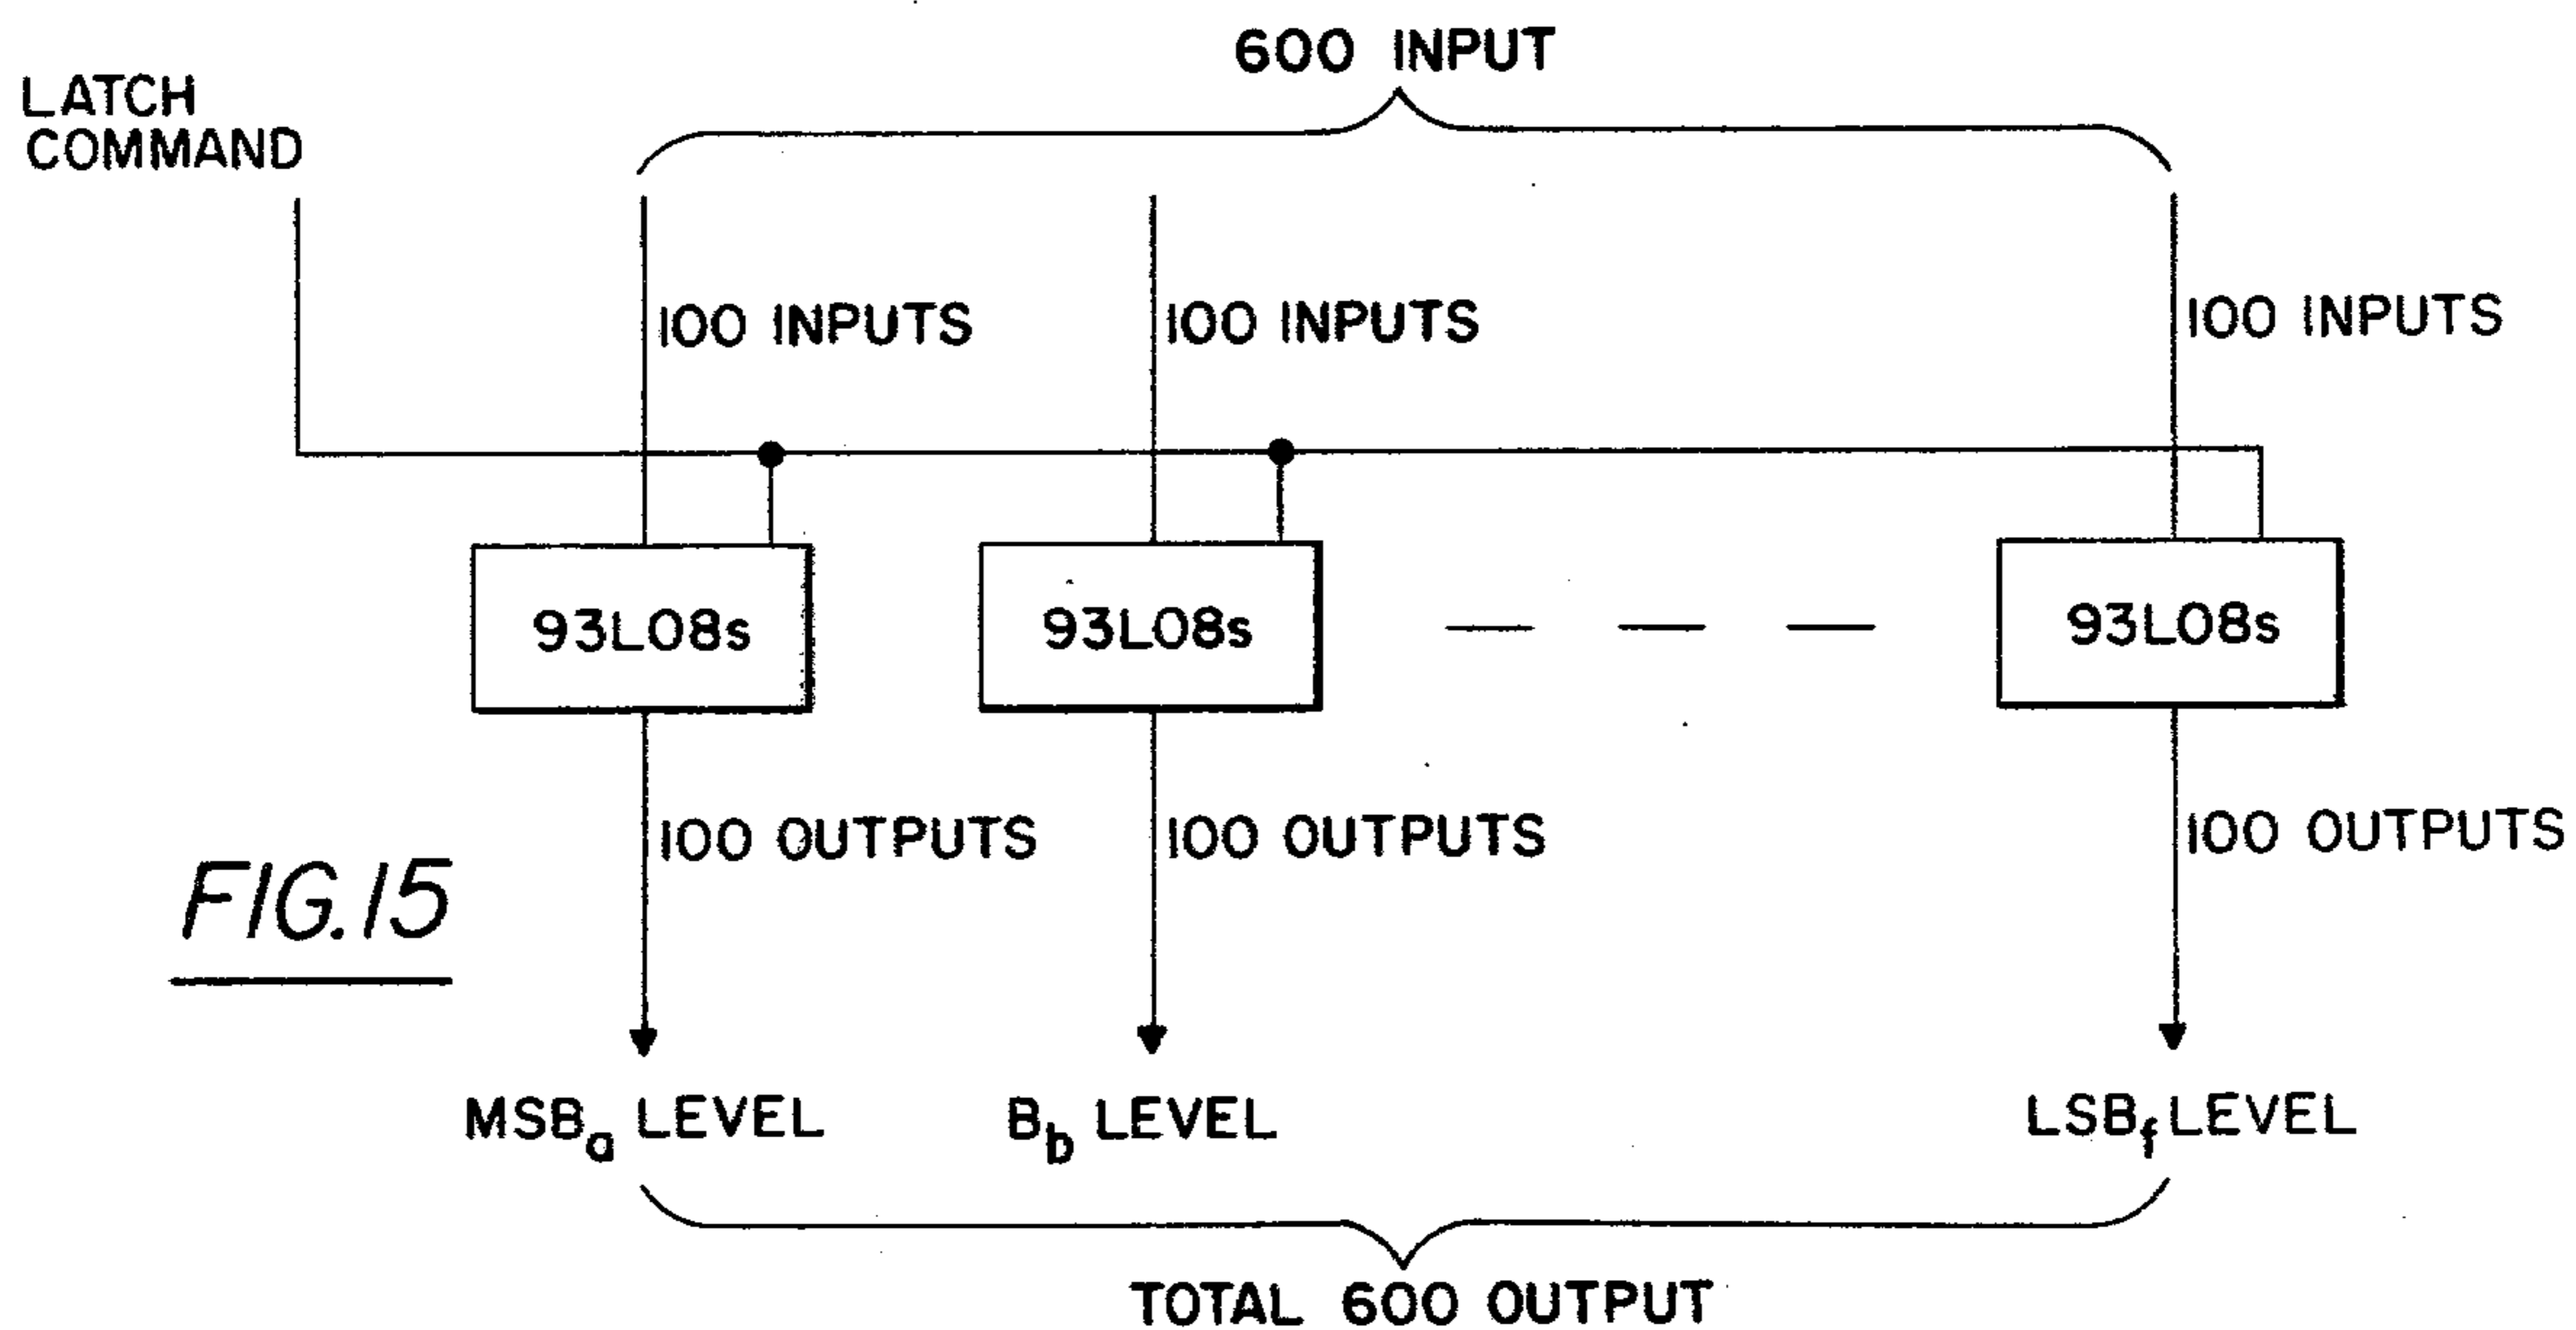 600 INPUT
LATCH
COMMAND
100 INPUTS
100 INPUTS
100 INPUTS
93L08s
93L08s
93L08s
100 OUTPUTS
100 OUTPUTS
100 OUTPUTS
FIG.15
MSBa LEVEL
Bb LEVEL
LSBf LEVEL
TOTAL 600 OUTPUT